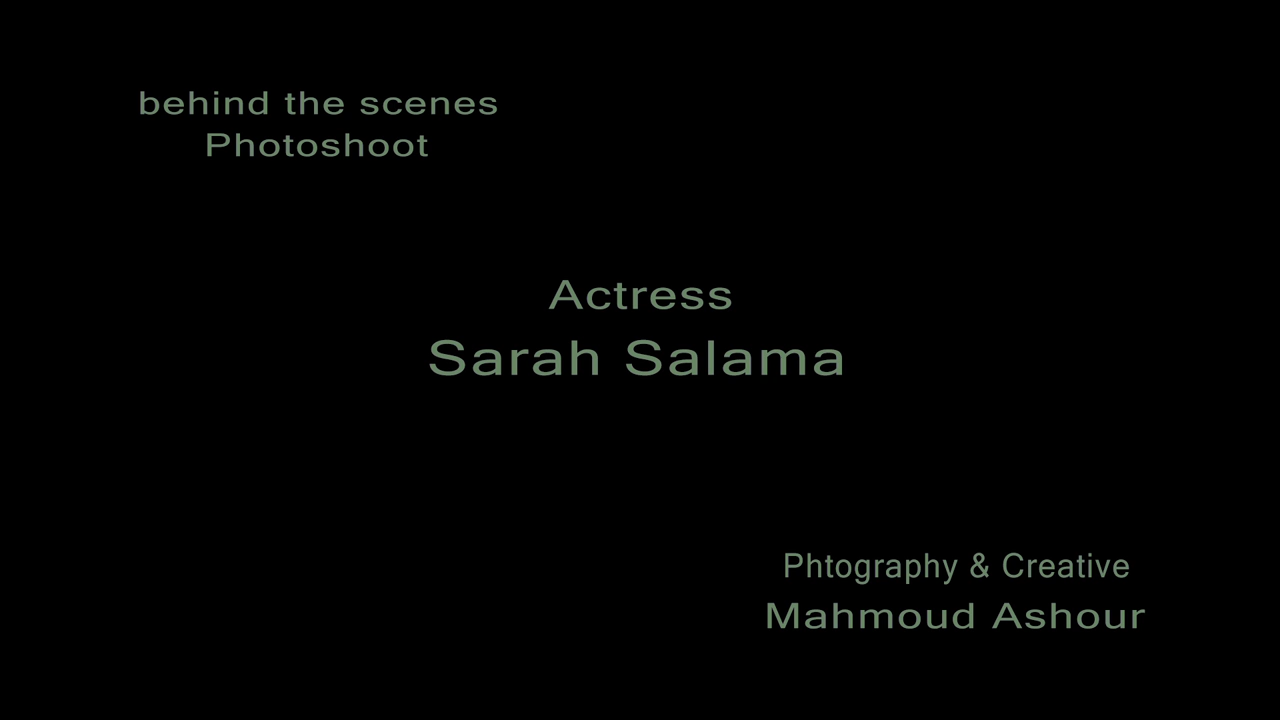 behind the scenes
Photoshoot
Actress
Sarah Salama
Phtography & Creative
Mahmoud Ashour